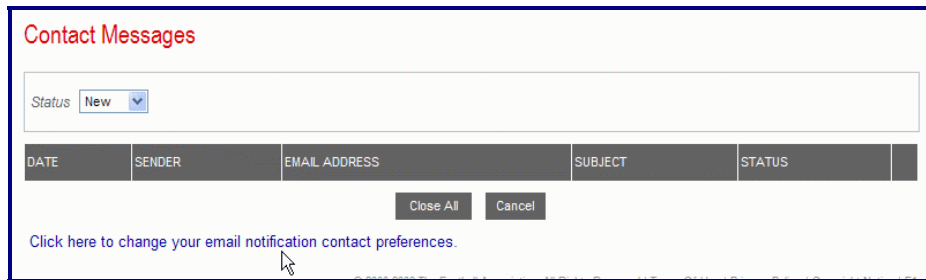 Contact Messages
Status New
DATE SENDER EMAIL ADDRESS SUBJECT STATUS
Close All Cancel
Click here to change your email notification contact preferences.